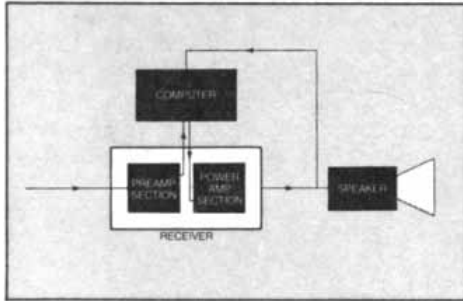 COMPUTER
PREAMP
SECTION
POWER
AMP
SECTION
SPEAKER
RECEIVER